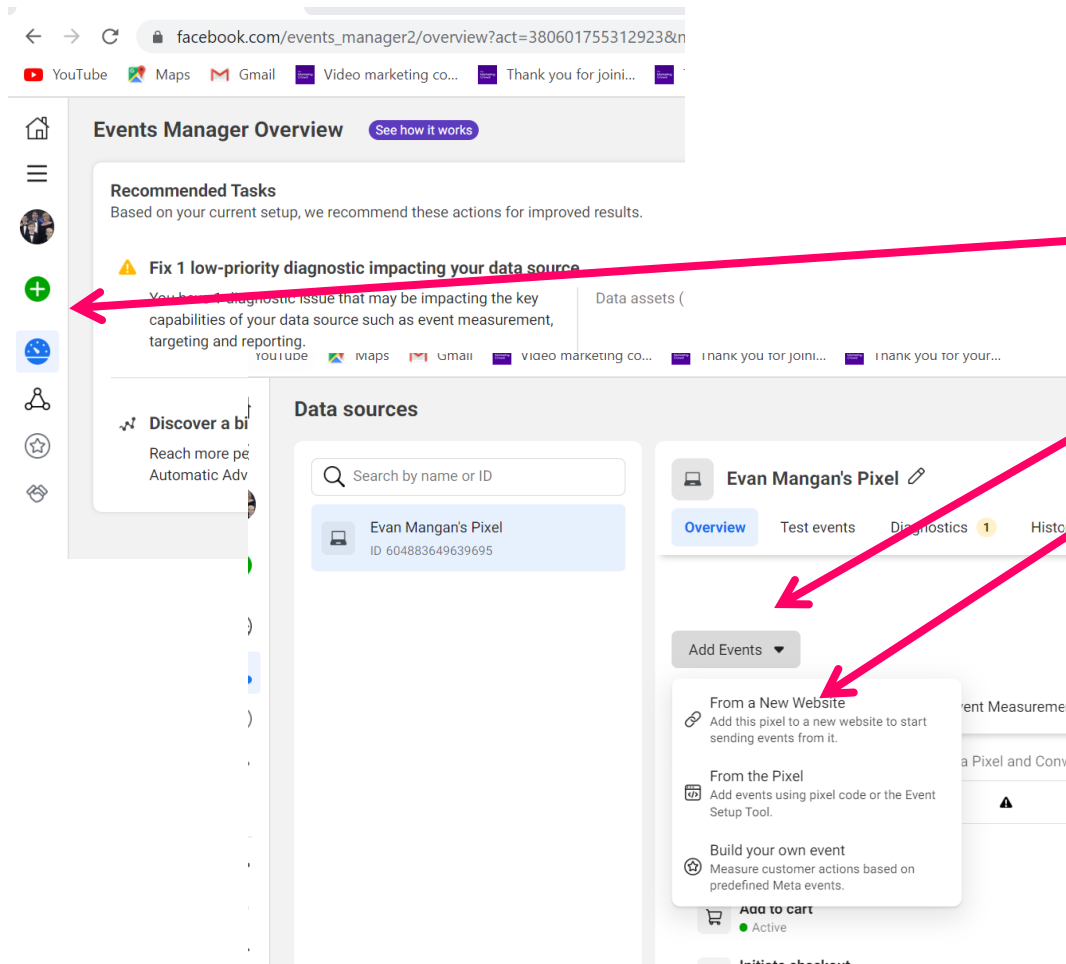 facebook.com/events_manager2/overview?act=380601755312923&n
YouTube Maps Gmail Video marketing co... Thank you for joini...
Events Manager Overview See how it works
Recommended Tasks
Based on your current setup, we recommend these actions for improved results.
Fix 1 low-priority diagnostic impacting your data source
You have 1 diagnostic issue that may be impacting the key
capabilities of your data source such as event measurement,
targeting and reporting.
Data assets (
Discover a bi
Reach more pe
Automatic Adv
YouTube Maps Gmail Video marketing co... Thank you for joini... Thank you for your...
Data sources
Search by name or ID
Evan Mangan's Pixel
ID 604883649639695
Evan Mangan's Pixel
Overview Test events Diagnostics 1 Histo
Add Events
From a New Website
Add this pixel to a new website to start
sending events from it.
From the Pixel
Add events using pixel code or the Event
Setup Tool.
Build your own event
Measure customer actions based on
predefined Meta events.
ent Measureme
a Pixel and Conv
Add to cart
Active
Initiate checkout